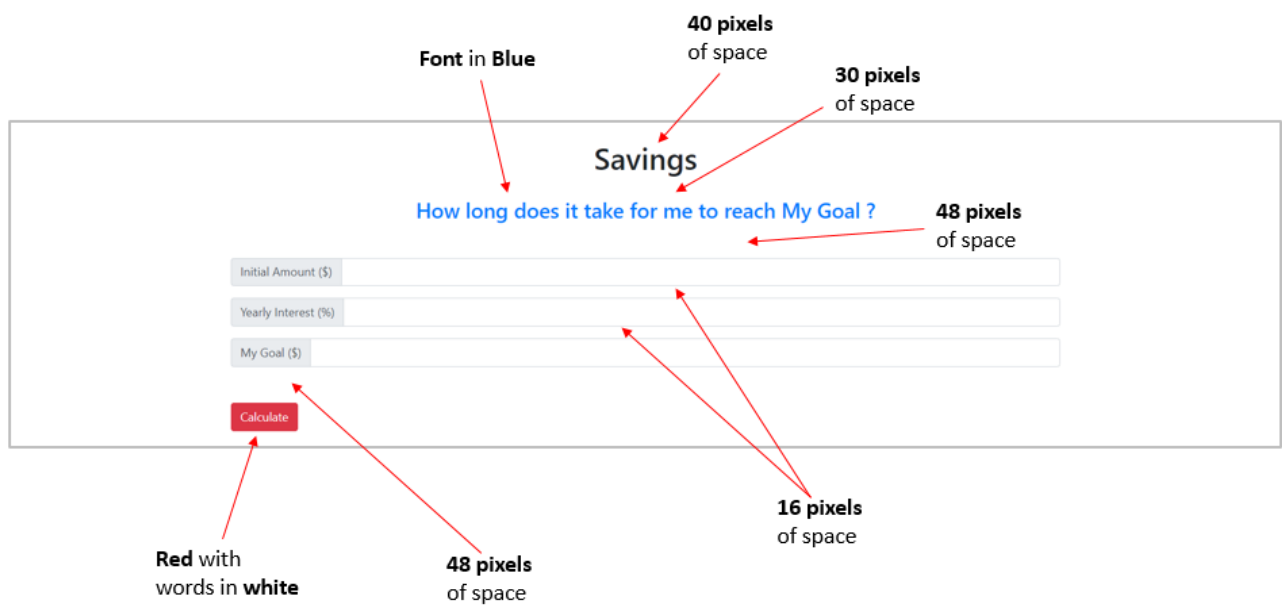 40 pixels
of space
Font in Blue
30 pixels
of space
Savings
How long does it take for me to reach My Goal ?
48 pixels
of space
Initial Amount ($)
Yearly Interest (%)
My Goal ($)
Calculate
16 pixels
of space
Red with
words in white
48 pixels
of space